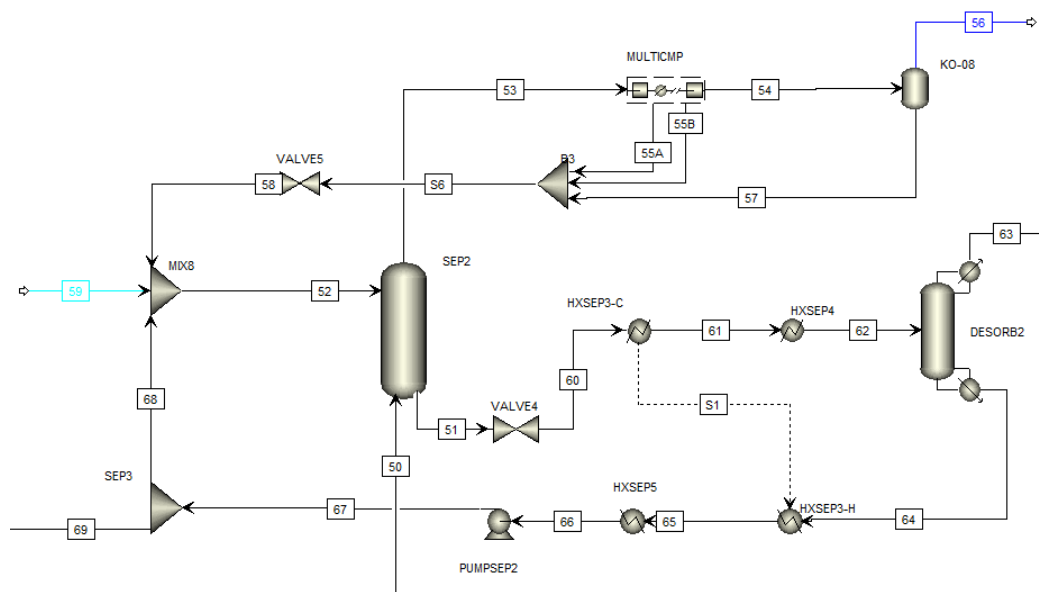 56
MULTICMP
KO-08
53
54
55B
55A
VALVE5
B3
58
S6
57
63
MIX8
SEP2
59
52
HXSEP3-C
HXSEP4
61
62
DESORB2
60
68
VALVE4
S1
51
SEP3
50
HXSEP5
67
HXSEP3-H
64
69
66
65
PUMPSEP2